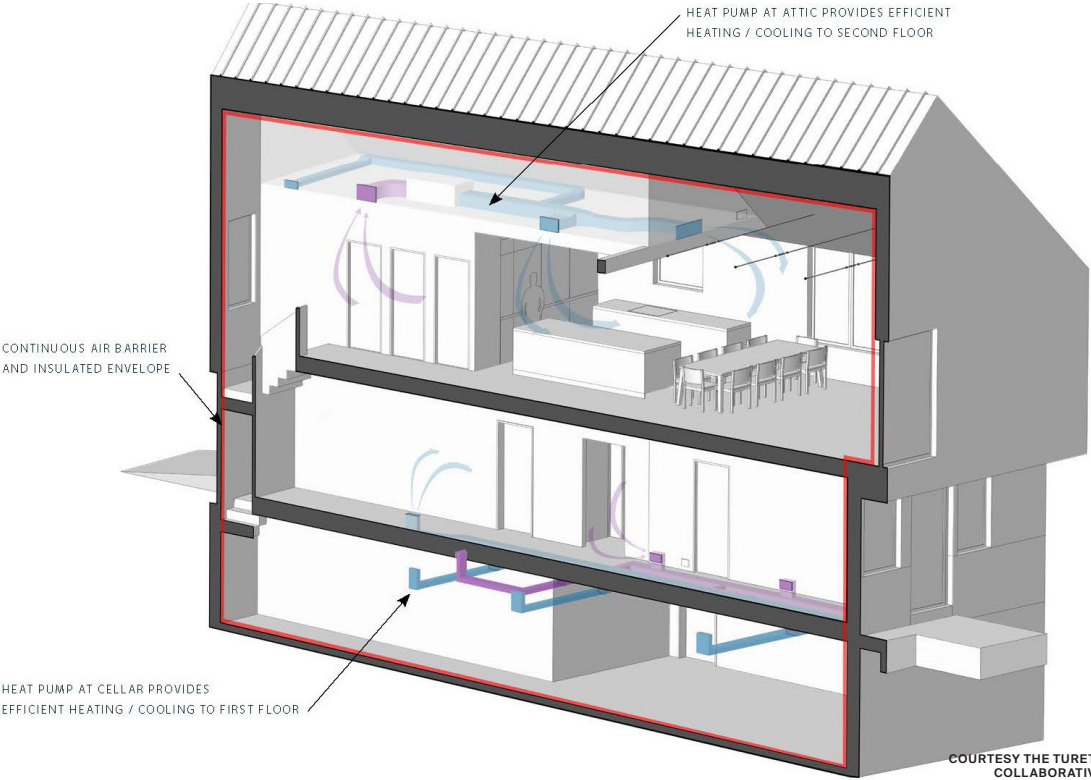 HEAT PUMP AT ATTIC PROVIDES EFFICIENT
HEATING / COOLING TO SECOND FLOOR
CONTINUOUS AIR BARRIER
AND INSULATED ENVELOPE
HEAT PUMP AT CELLAR PROVIDES
EFFICIENT HEATING / COOLING TO FIRST FLOOR
COURTESY THE